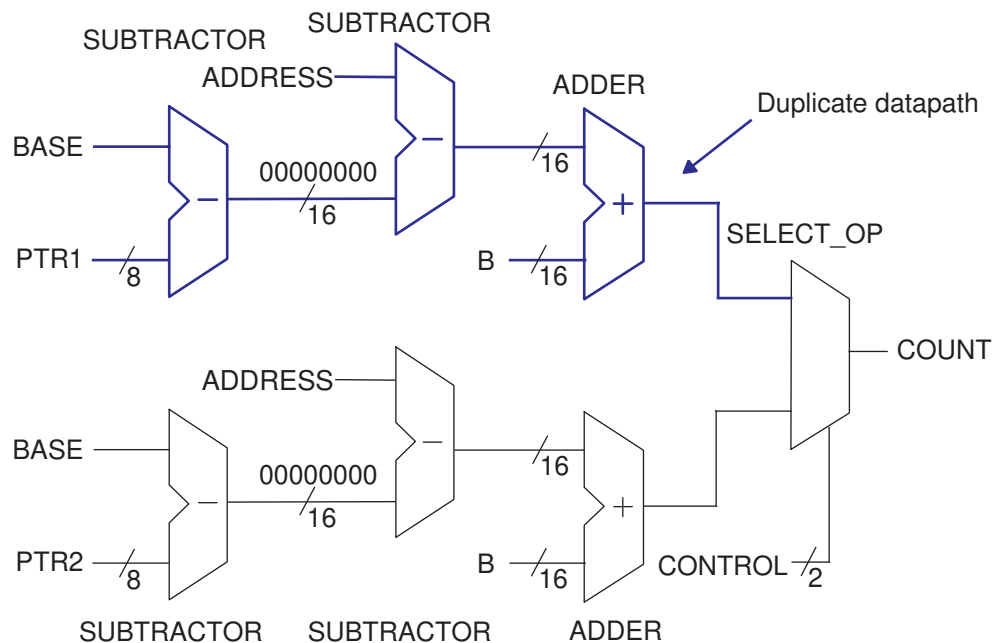 SUBTRACTOR
SUBTRACTOR
ADDRESS
ADDER
Duplicate datapath
BASE
00000000
16
−
−
16
+
PTR1
8
B
16
SELECT_OP
COUNT
ADDRESS
BASE
00000000
16
−
−
16
+
PTR2
8
B
16
CONTROL
2
SUBTRACTOR
SUBTRACTOR
ADDER